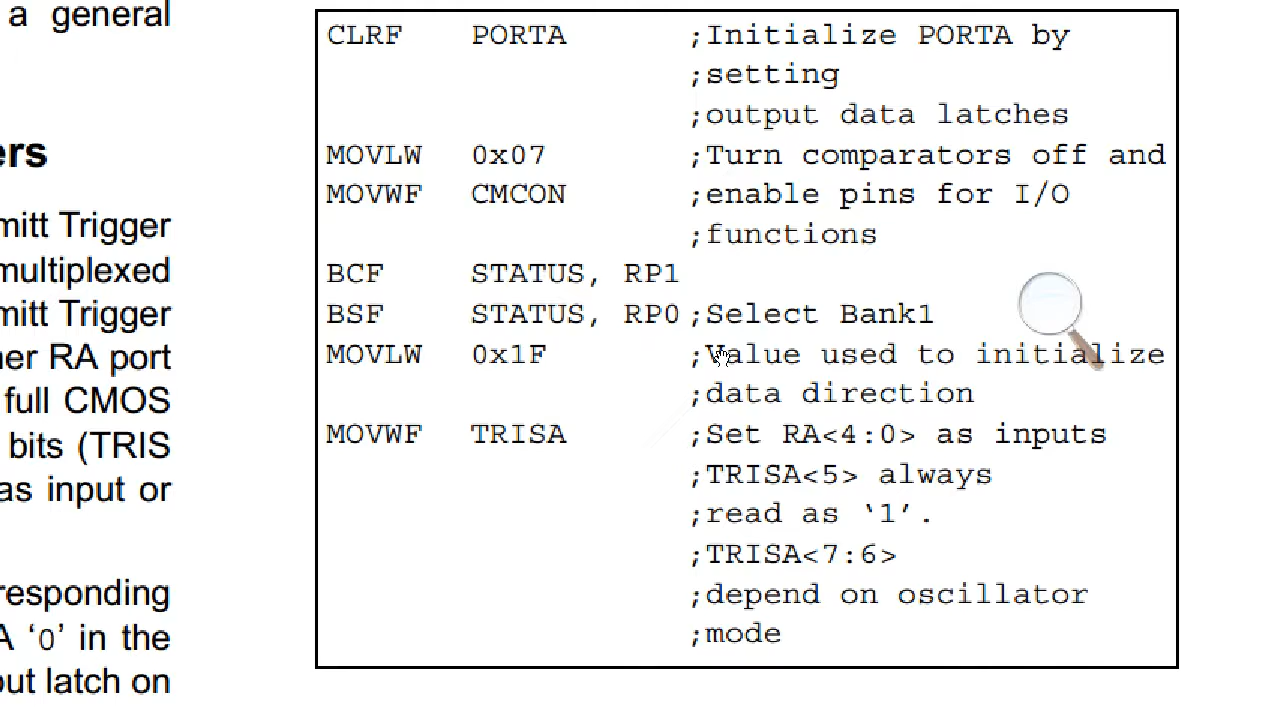 a general
ers
mitt Trigger
multiplexed
mitt Trigger
ner RA port
full CMOS
bits (TRIS
as input or
responding
A ‘0’ in the
out latch on
CLRF PORTA ;Initialize PORTA by
;setting
;output data latches
MOVLW 0x07 ;Turn comparators off and
MOVWF CMCON ;enable pins for I/O
;functions
BCF STATUS, RP1
BSF STATUS, RP0 ;Select Bank1
MOVLW 0x1F ;Value used to initialize
;data direction
MOVWF TRISA ;Set RA<4:0> as inputs
;TRISA<5> always
;read as ‘1’.
;TRISA<7:6>
;depend on oscillator
;mode